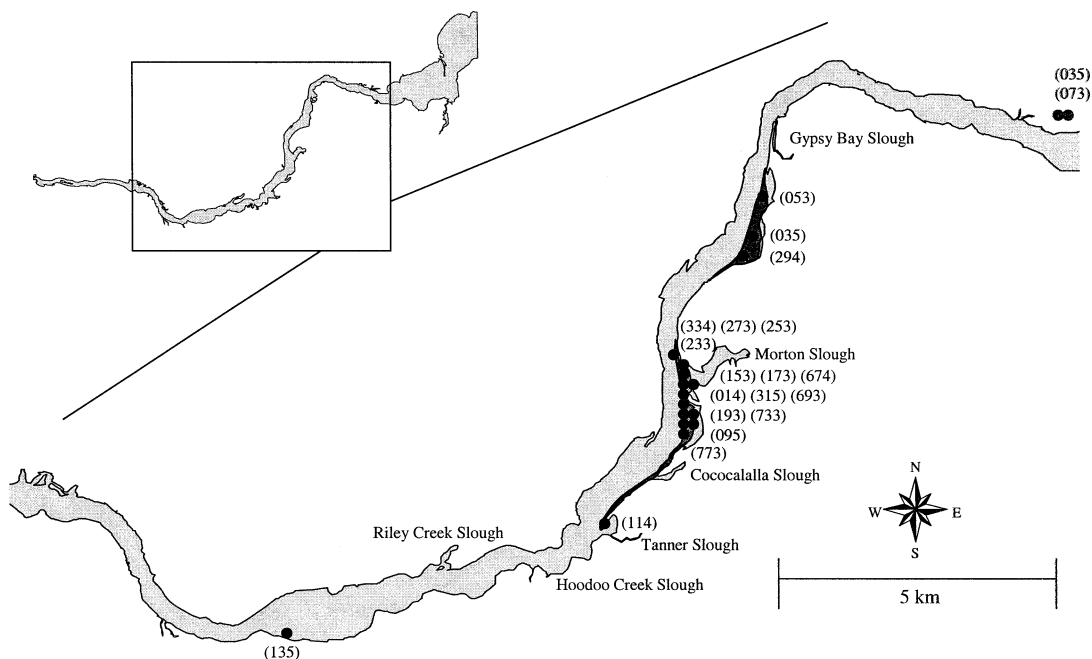 (035)
(073)
Gypsy Bay Slough
(053)
(035)
(294)
(334) (273) (253)
(233)
Morton Slough
(153) (173) (674)
(014) (315) (693)
(193) (733)
(095)
(773)
Cococalalla Slough
(114)
Tanner Slough
Riley Creek Slough
Hoodoo Creek Slough
(135)
N
W E
S
5 km